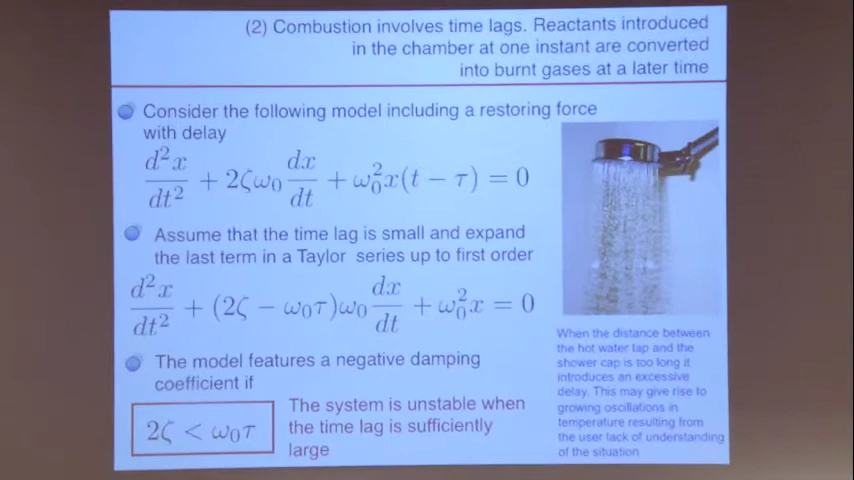 (2) Combustion involves time lags. Reactants introduced
in the chamber at one instant are converted
into burnt gases at a later time
Consider the following model including a restoring force
with delay
d²x/dt² + 2ζω₀ dx/dt + ω₀²x(t − τ) = 0
Assume that the time lag is small and expand
the last term in a Taylor series up to first order
d²x/dt² + (2ζ − ω₀τ)ω₀ dx/dt + ω₀²x = 0
The model features a negative damping
coefficient if
2ζ < ω₀τ
The system is unstable when
the time lag is sufficiently
large
When the distance between
the hot water tap and the
shower cap is too long it
introduces an excessive
delay. This may give rise to
growing oscillations in
temperature resulting from
the user lack of understanding
of the situation